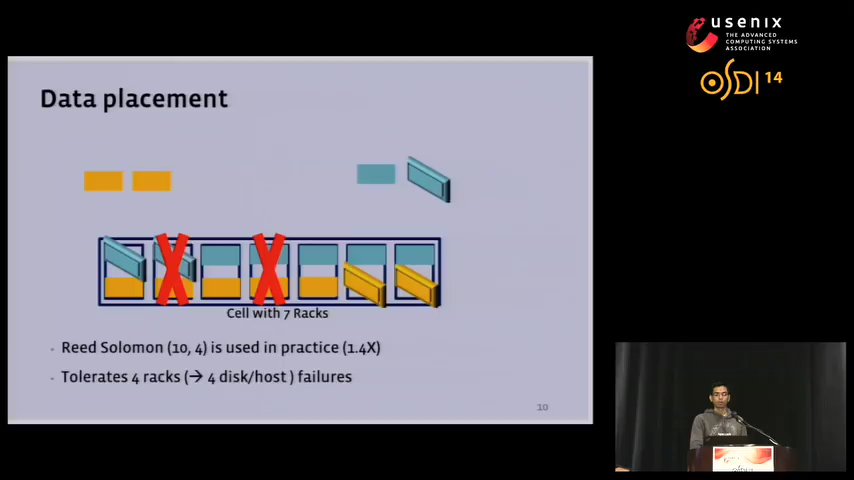 usenix
THE ADVANCED
COMPUTING SYSTEMS
ASSOCIATION
OSDI 14
Data placement
Cell with 7 Racks
Reed Solomon (10, 4) is used in practice (1.4X)
Tolerates 4 racks (→ 4 disk/host ) failures
10